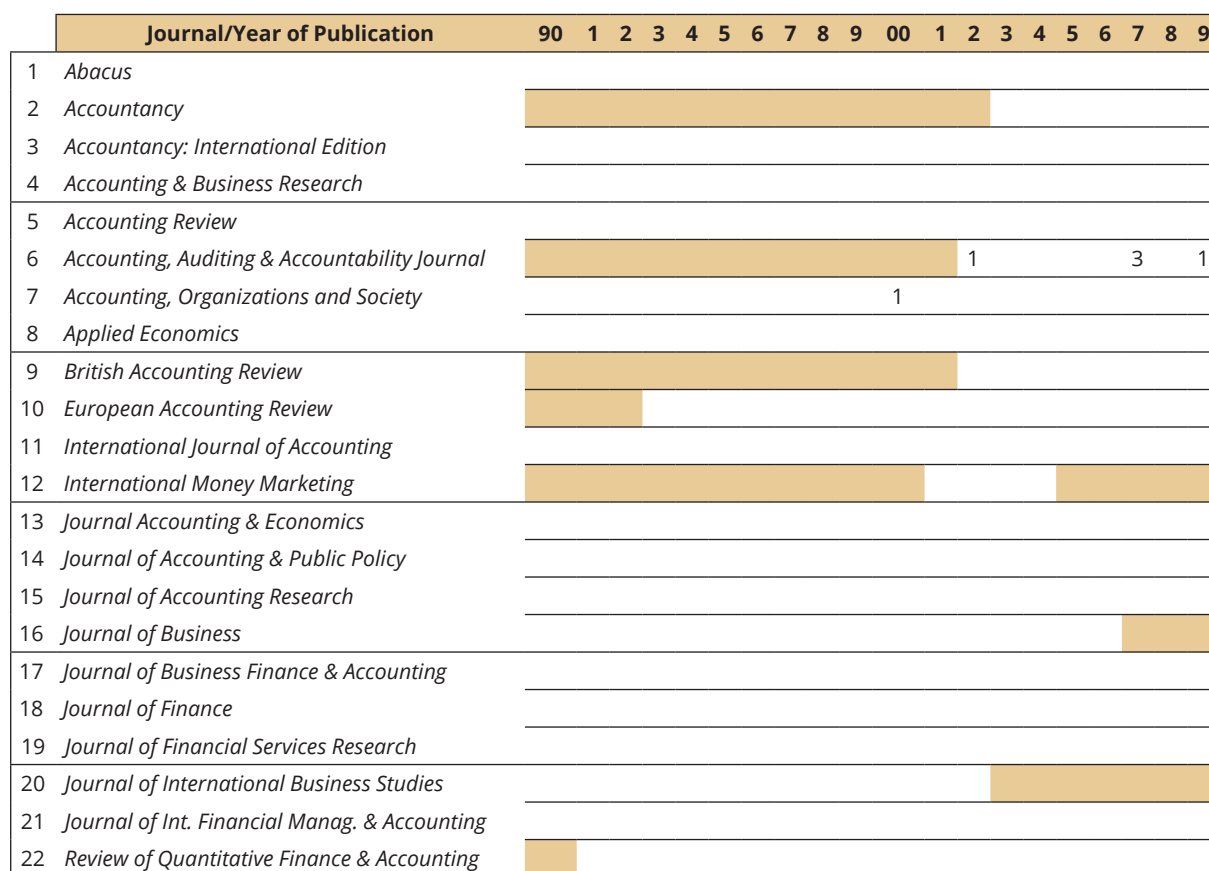 Journal/Year of Publication 90 1 2 3 4 5 6 7 8 9 00 1 2 3 4 5 6 7 8 9
1 Abacus
2 Accountancy
3 Accountancy: International Edition
4 Accounting & Business Research
5 Accounting Review
6 Accounting, Auditing & Accountability Journal 1 3 1
7 Accounting, Organizations and Society 1
8 Applied Economics
9 British Accounting Review
10 European Accounting Review
11 International Journal of Accounting
12 International Money Marketing
13 Journal Accounting & Economics
14 Journal of Accounting & Public Policy
15 Journal of Accounting Research
16 Journal of Business
17 Journal of Business Finance & Accounting
18 Journal of Finance
19 Journal of Financial Services Research
20 Journal of International Business Studies
21 Journal of Int. Financial Manag. & Accounting
22 Review of Quantitative Finance & Accounting